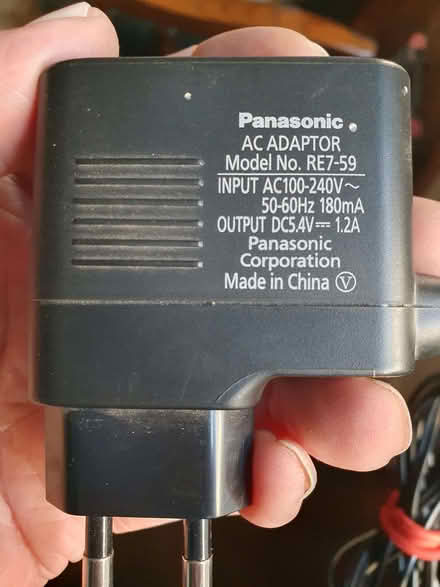 Panasonic
AC ADAPTOR
Model No. RE7-59
INPUT AC100-240V~
50-60Hz 180mA
OUTPUT DC5.4V⎓ 1.2A
Panasonic
Corporation
Made in China Ⓥ